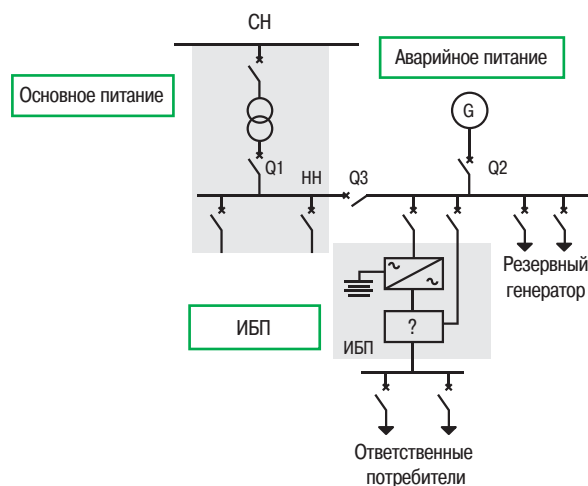 СН
Аварийное питание
Основное питание
G
Q1
НН
Q3
Q2
Резервный
генератор
ИБП
?
ИБП
Ответственные
потребители